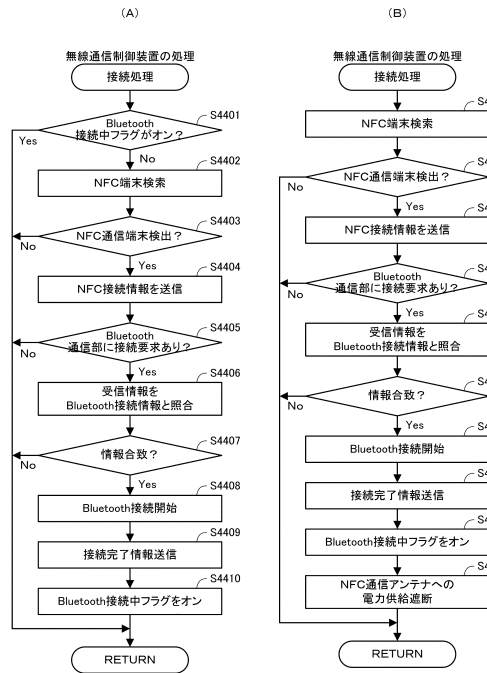 (A)
無線通信制御装置の処理
接続処理
S4401
Bluetooth
接続中フラグがオン？
Yes
No
S4402
NFC端末検索
S4403
NFC通信端末検出？
No
Yes
S4404
NFC接続情報を送信
S4405
Bluetooth
通信部に接続要求あり？
No
Yes
S4406
受信情報を
Bluetooth接続情報と照合
S4407
情報合致？
No
Yes
S4408
Bluetooth接続開始
S4409
接続完了情報送信
S4410
Bluetooth接続中フラグをオン
RETURN
(B)
無線通信制御装置の処理
接続処理
S4
NFC端末検索
S4
NFC通信端末検出？
No
Yes
S4
NFC接続情報を送信
S4
Bluetooth
通信部に接続要求あり？
No
Yes
S4
受信情報を
Bluetooth接続情報と照合
S4
情報合致？
No
Yes
S4
Bluetooth接続開始
S4
接続完了情報送信
S4
Bluetooth接続中フラグをオン
S4
NFC通信アンテナへの
電力供給遮断
RETURN